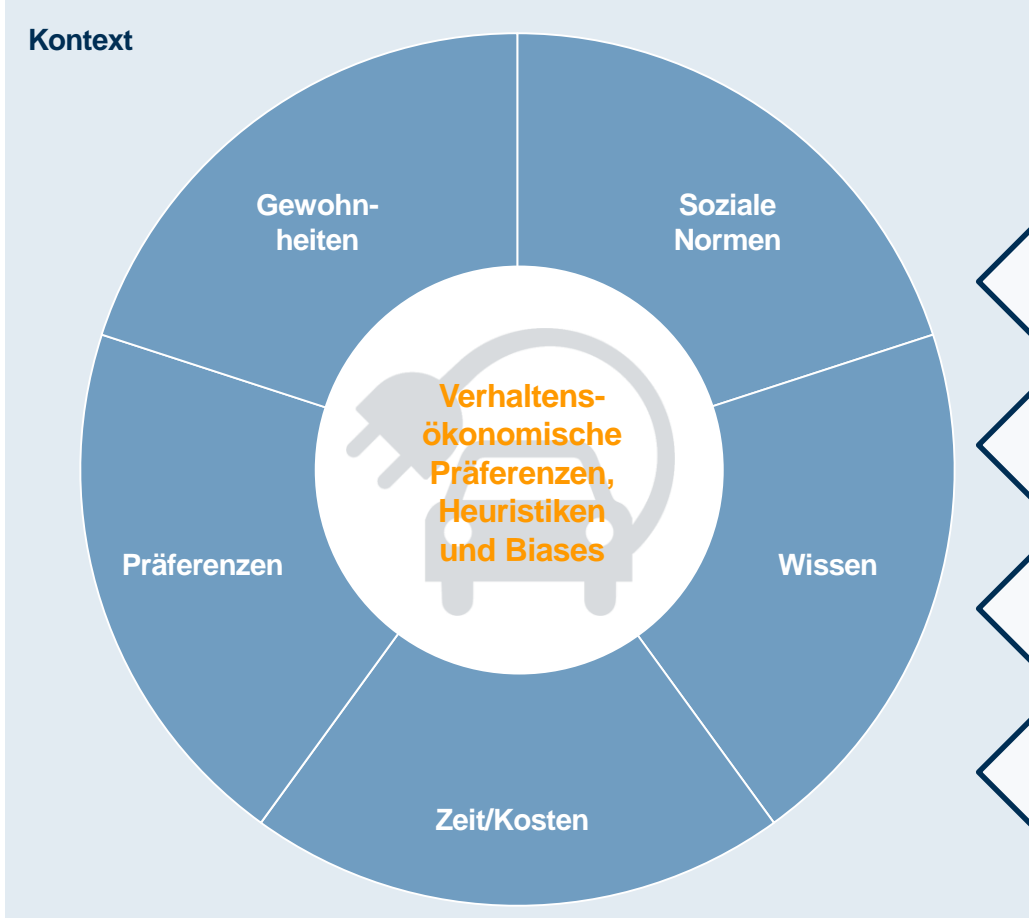 Kontext
Gewohn-
heiten
Soziale
Normen
Verhaltens-
ökonomische
Präferenzen,
Heuristiken
und Biases
Präferenzen
Wissen
Zeit/Kosten